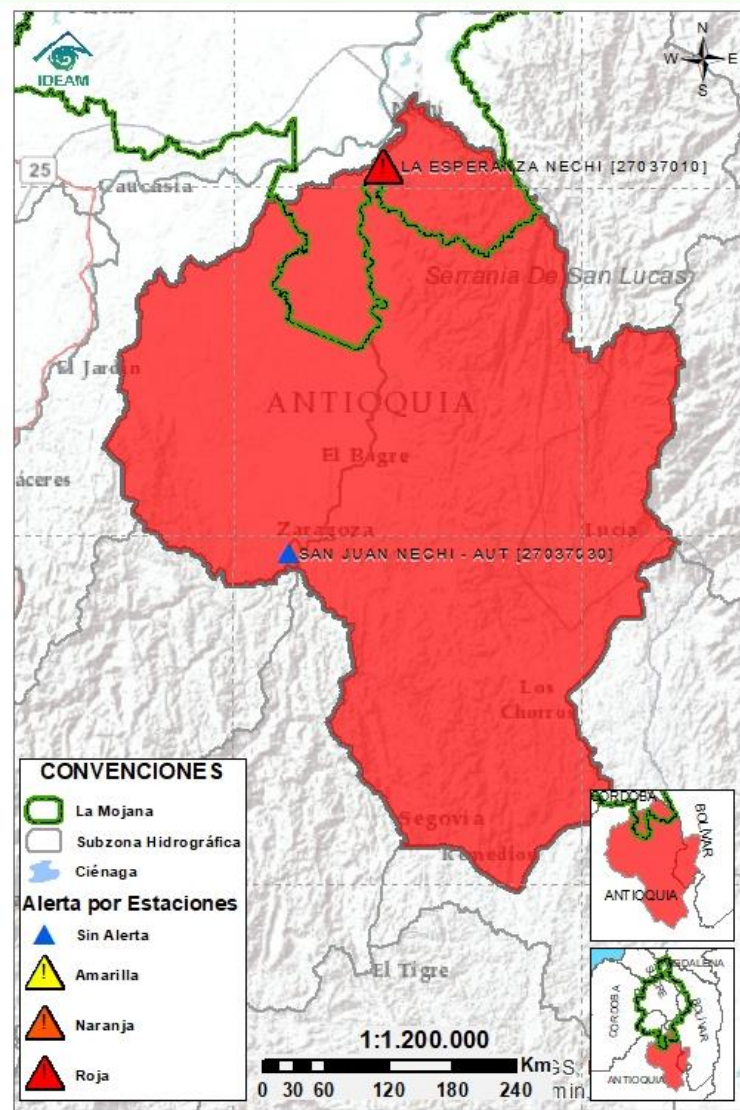 IDEAM
N
W E
S
25
Caucasia
LA ESPERANZA NECHI [27037010]
Serrania De San Lucas
El Jardin
ANTIOQUIA
El Bagre
áceres
Zaragoza
Lucia
SAN JUAN NECHI - AUT [27037030]
Los
Chorros
Segovia
Remedios
El Tigre
CONVENCIONES
La Mojana
Subzona Hidrográfica
Ciénaga
Alerta por Estaciones
Sin Alerta
! Amarilla
! Naranja
! Roja
1:1.200.000
Km
0 30 60 120 180 240
CORDOBA
BOLÍVAR
ANTIOQUIA
CORDOBA
BOLÍVAR
ANTIOQUIA